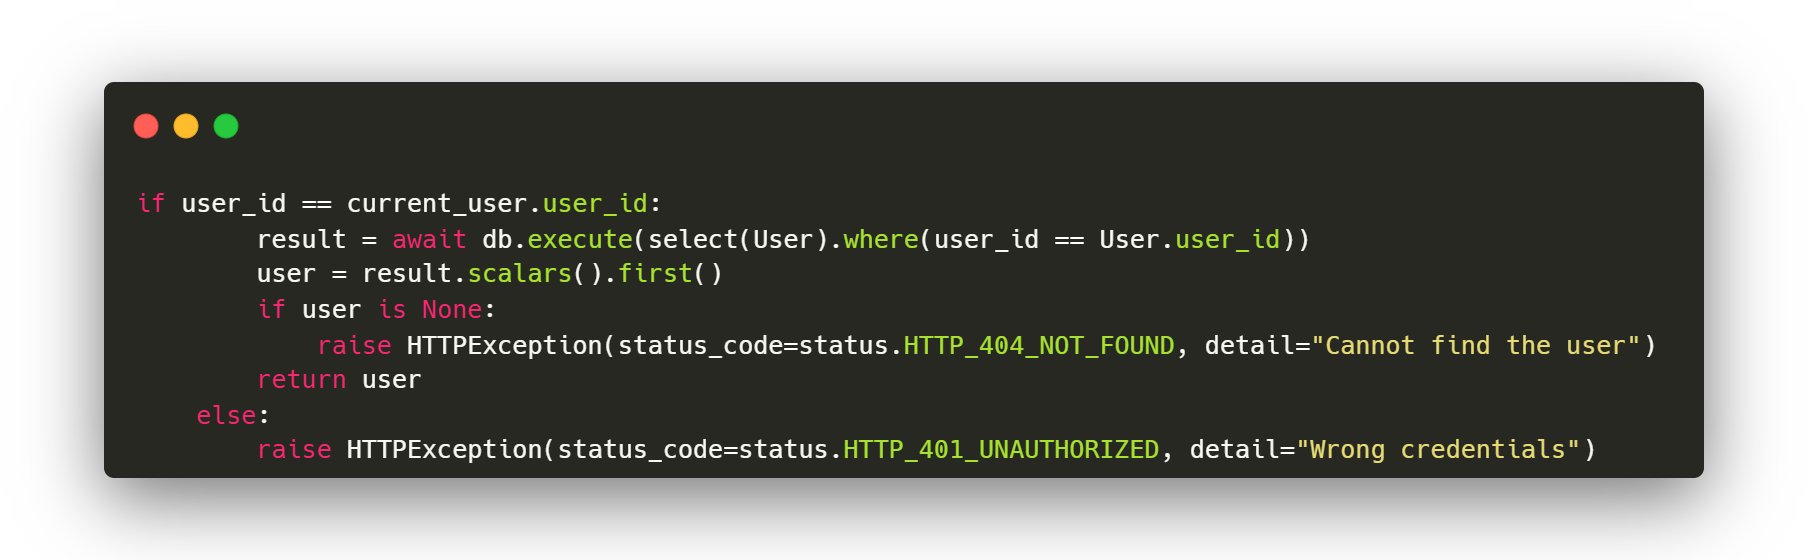 if user_id == current_user.user_id:
        result = await db.execute(select(User).where(user_id == User.user_id))
        user = result.scalars().first()
        if user is None:
            raise HTTPException(status_code=status.HTTP_404_NOT_FOUND, detail="Cannot find the user")
        return user
    else:
        raise HTTPException(status_code=status.HTTP_401_UNAUTHORIZED, detail="Wrong credentials")